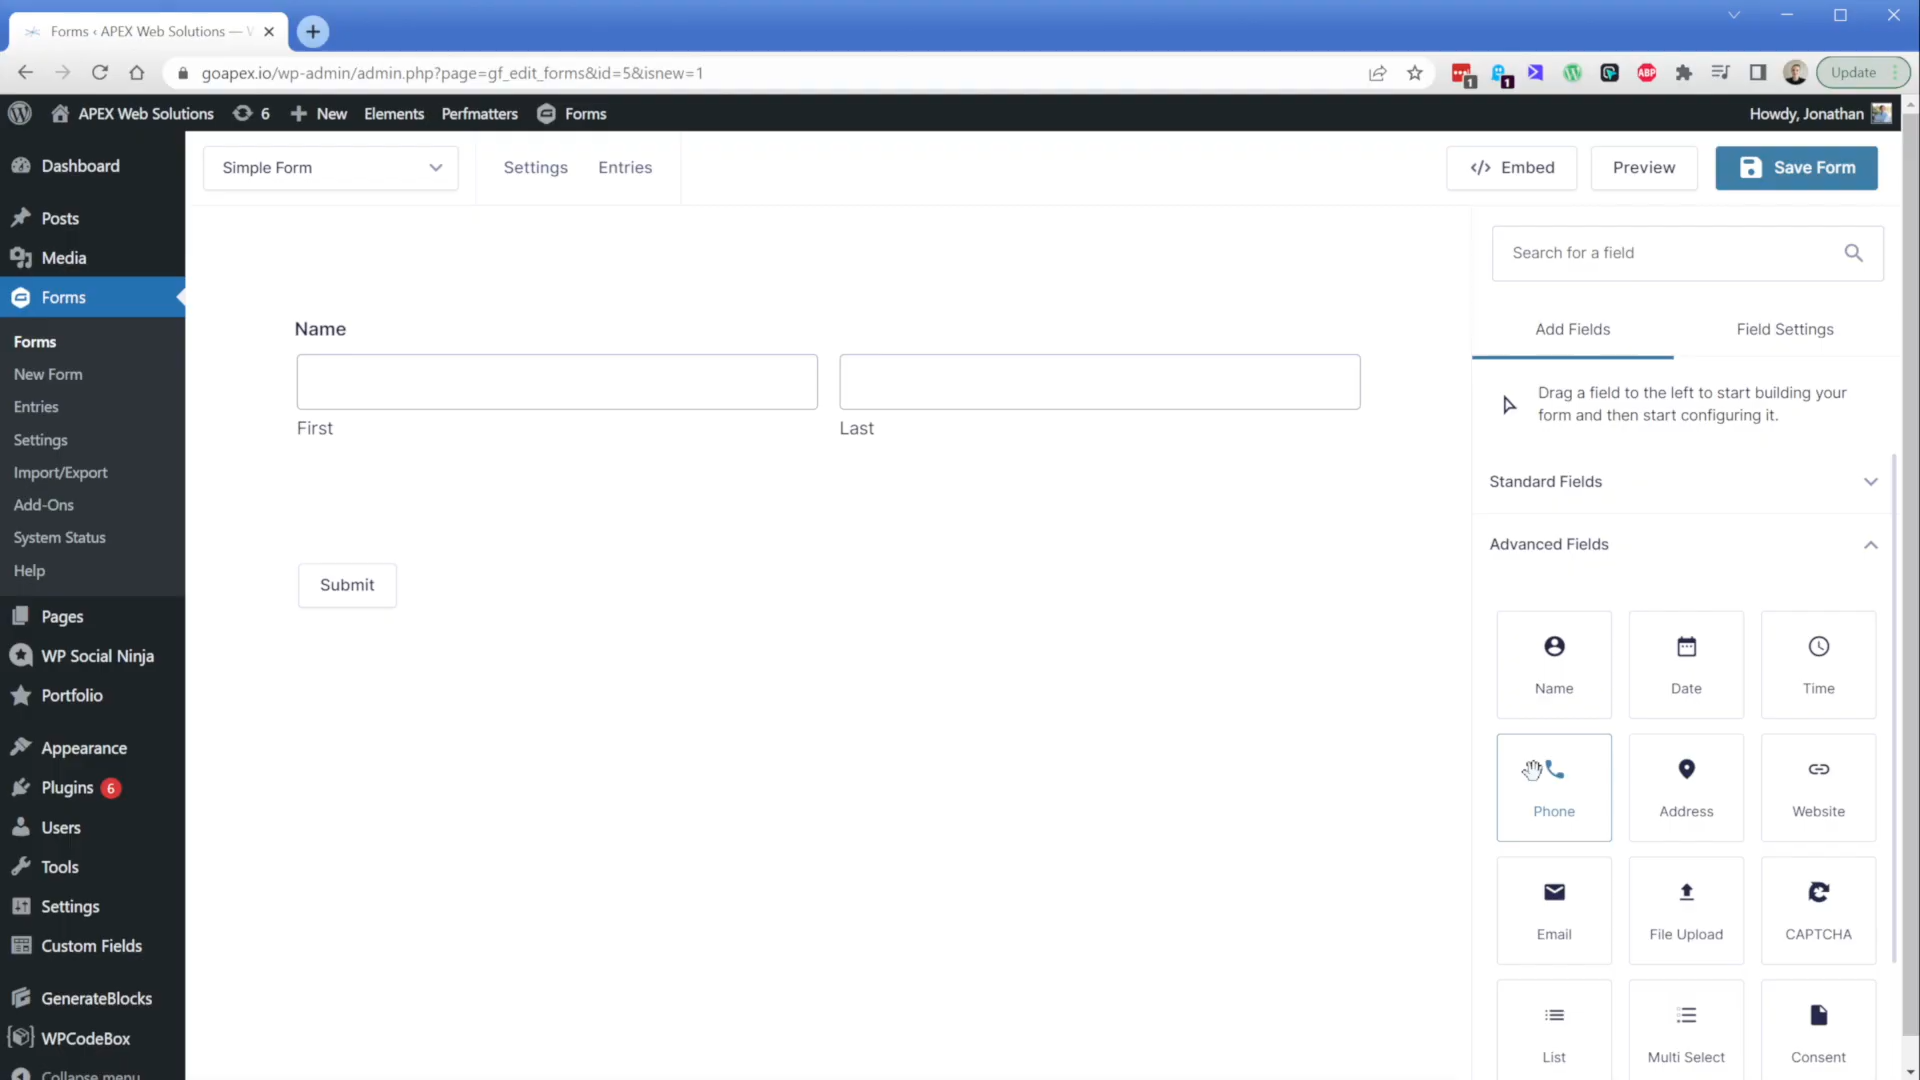 Forms ‹ APEX Web Solutions —
goapex.io/wp-admin/admin.php?page=gf_edit_forms&id=5&isnew=1
1
1
ABP
Update
APEX Web Solutions
6
New
Elements
Perfmatters
Forms
Howdy, Jonathan
Dashboard
Posts
Media
Forms
Forms
New Form
Entries
Settings
Import/Export
Add-Ons
System Status
Help
Pages
WP Social Ninja
Portfolio
Appearance
Plugins 6
Users
Tools
Settings
Custom Fields
GenerateBlocks
WPCodeBox
Collapse menu
Simple Form
Settings
Entries
</> Embed
Preview
Save Form
Name
First
Last
Submit
Search for a field
Add Fields
Field Settings
Drag a field to the left to start building your
form and then start configuring it.
Standard Fields
Advanced Fields
Name
Date
Time
Phone
Address
Website
Email
File Upload
CAPTCHA
List
Multi Select
Consent